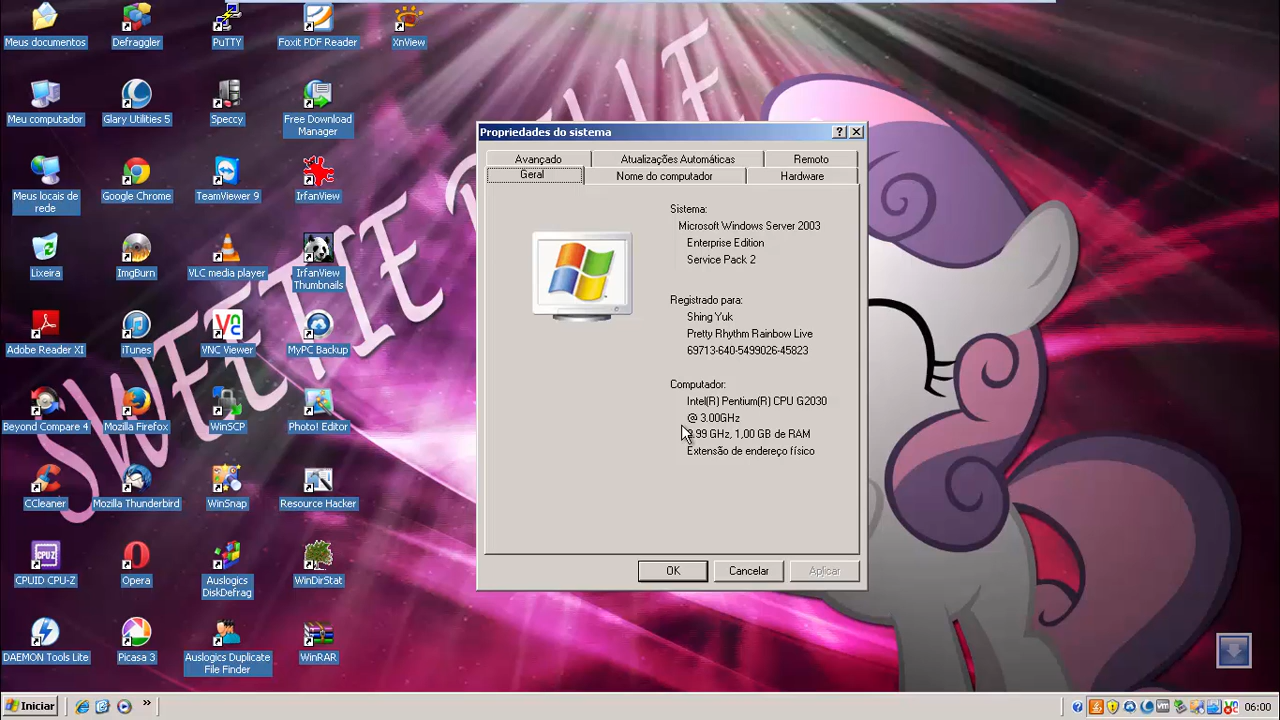 Meus documentos
Defraggler
PuTTY
Foxit PDF Reader
XnView
Meu computador
Glary Utilities 5
Speccy
Free Download
Manager
Meus locais de
rede
Google Chrome
TeamViewer 9
IrfanView
Lixeira
ImgBurn
VLC media player
IrfanView
Thumbnails
Adobe Reader XI
iTunes
VNC Viewer
MyPC Backup
Beyond Compare 4
Mozilla Firefox
WinSCP
Photo! Editor
CCleaner
Mozilla Thunderbird
WinSnap
Resource Hacker
CPUID CPU-Z
Opera
Auslogics
DiskDefrag
WinDirStat
DAEMON Tools Lite
Picasa 3
Auslogics Duplicate
File Finder
WinRAR
SWEETIE BELLE
Propriedades do sistema
Avançado
Atualizações Automáticas
Remoto
Geral
Nome do computador
Hardware
Sistema:
Microsoft Windows Server 2003
Enterprise Edition
Service Pack 2
Registrado para:
Shing Yuk
Pretty Rhythm Rainbow Live
69713-640-5499026-45823
Computador:
Intel(R) Pentium(R) CPU G2030
@ 3.00GHz
2,99 GHz, 1,00 GB de RAM
Extensão de endereço físico
OK
Cancelar
Aplicar
Iniciar
06:00